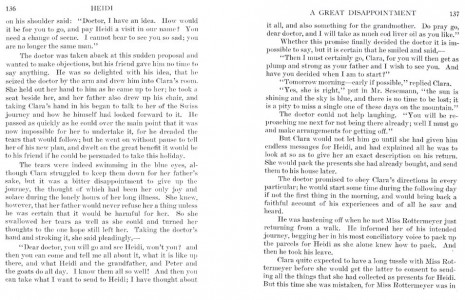 136 HEIDI
on his shoulder said: "Doctor, I have an idea. How would
it be for you to go, and pay Heidi a visit in our name? You
need a change of scene. I cannot bear to see you so sad; you
are no longer the same man."
The doctor was taken aback at this sudden proposal and
wanted to make objections, but his friend gave him no time to
say anything. He was so delighted with his idea, that he
seized the doctor by the arm and drew him into Clara's room.
She held out her hand to him as he came up to her; he took a
seat beside her, and her father also drew up his chair, and
taking Clara's hand in his began to talk to her of the Swiss
journey and how he himself had looked forward to it. He
passed as quickly as he could over the main point that it was
now impossible for her to undertake it, for he dreaded the
tears that would follow; but he went on without pause to tell
her of his new plan, and dwelt on the great benefit it would be
to his friend if he could be persuaded to take this holiday.
The tears were indeed swimming in the blue eyes, al-
though Clara struggled to keep them down for her father's
sake, but it was a bitter disappointment to give up the
journey, the thought of which had been her only joy and
solace during the lonely hours of her long illness. She knew,
however, that her father would never refuse her a thing unless
he was certain that it would be harmful for her. So she
swallowed her tears as well as she could and turned her
thoughts to the one hope still left her. Taking the doctor's
hand and stroking it, she said pleadingly,—
"Dear doctor, you will go and see Heidi, won't you? and
then you can come and tell me all about it, what it is like up
there, and what Heidi and the grandfather, and Peter and
the goats do all day. I know them all so well! And then you
can take what I want to send to Heidi; I have thought about
A GREAT DISAPPOINTMENT 137
it all, and also something for the grandmother. Do pray go,
dear doctor, and I will take as much cod liver oil as you like."
Whether this promise finally decided the doctor it is im-
possible to say, but it is certain that he smiled and said,—
"Then I must certainly go, Clara, for you will then get as
plump and strong as your father and I wish to see you. And
have you decided when I am to start?"
"Tomorrow morning—early if possible," replied Clara.
"Yes, she is right," put in Mr. Sesemann, "the sun is
shining and the sky is blue, and there is no time to be lost; it
is a pity to miss a single one of these days on the mountain."
The doctor could not help laughing. "You will be re-
proaching me next for not being there already; well I must go
and make arrangements for getting off."
But Clara would not let him go until she had given him
endless messages for Heidi, and had explained all he was to
look at so as to give her an exact description on his return.
She would pack the presents she had already bought, and send
them to his house later.
The doctor promised to obey Clara's directions in every
particular; he would start some time during the following day
if not the first thing in the morning, and would bring back a
faithful account of his experiences and of all he saw and
heard.
He was hastening off when he met Miss Rottermeyer just
returning from a walk. He informed her of his intended
journey, begging in his most conciliatory voice to pack up
the parcels for Heidi as she alone knew how to pack. And
then he took his leave.
Clara quite expected to have a long tussle with Miss Rotter-
meyer before she would get the latter to consent to send-
ing all the things that she had collected as presents for Heidi.
But this time she was mistaken, for Miss Rottermeyer was in